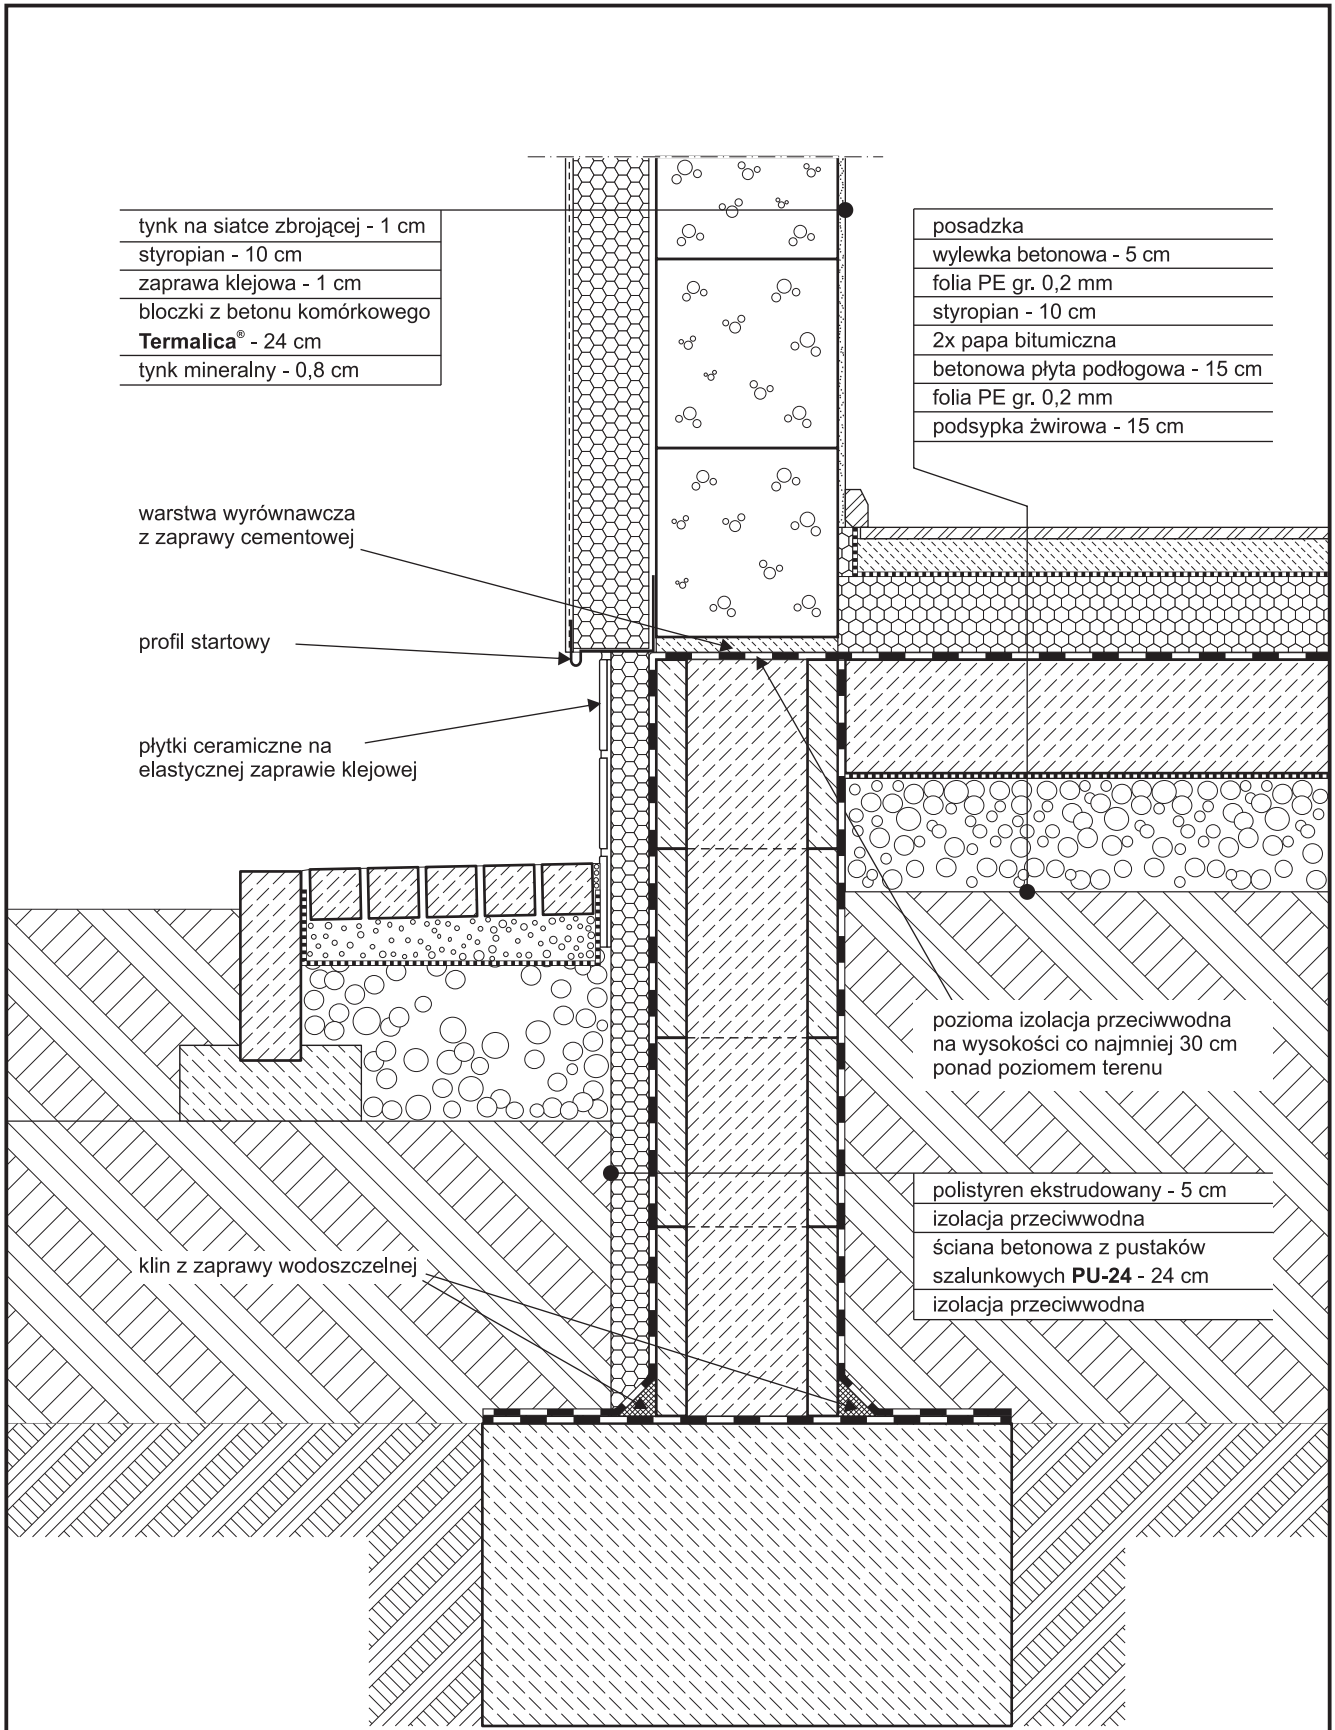 tynk na siatce zbrojącej - 1 cm
styropian - 10 cm
zaprawa klejowa - 1 cm
bloczki z betonu komórkowego
Termalica® - 24 cm
tynk mineralny - 0,8 cm
posadzka
wylewka betonowa - 5 cm
folia PE gr. 0,2 mm
styropian - 10 cm
2x papa bitumiczna
betonowa płyta podłogowa - 15 cm
folia PE gr. 0,2 mm
podsypka żwirowa - 15 cm
warstwa wyrównawcza
z zaprawy cementowej
profil startowy
płytki ceramiczne na
elastycznej zaprawie klejowej
pozioma izolacja przeciwwodna
na wysokości co najmniej 30 cm
ponad poziomem terenu
polistyren ekstrudowany - 5 cm
izolacja przeciwwodna
ściana betonowa z pustaków
szalunkowych PU-24 - 24 cm
izolacja przeciwwodna
klin z zaprawy wodoszczelnej